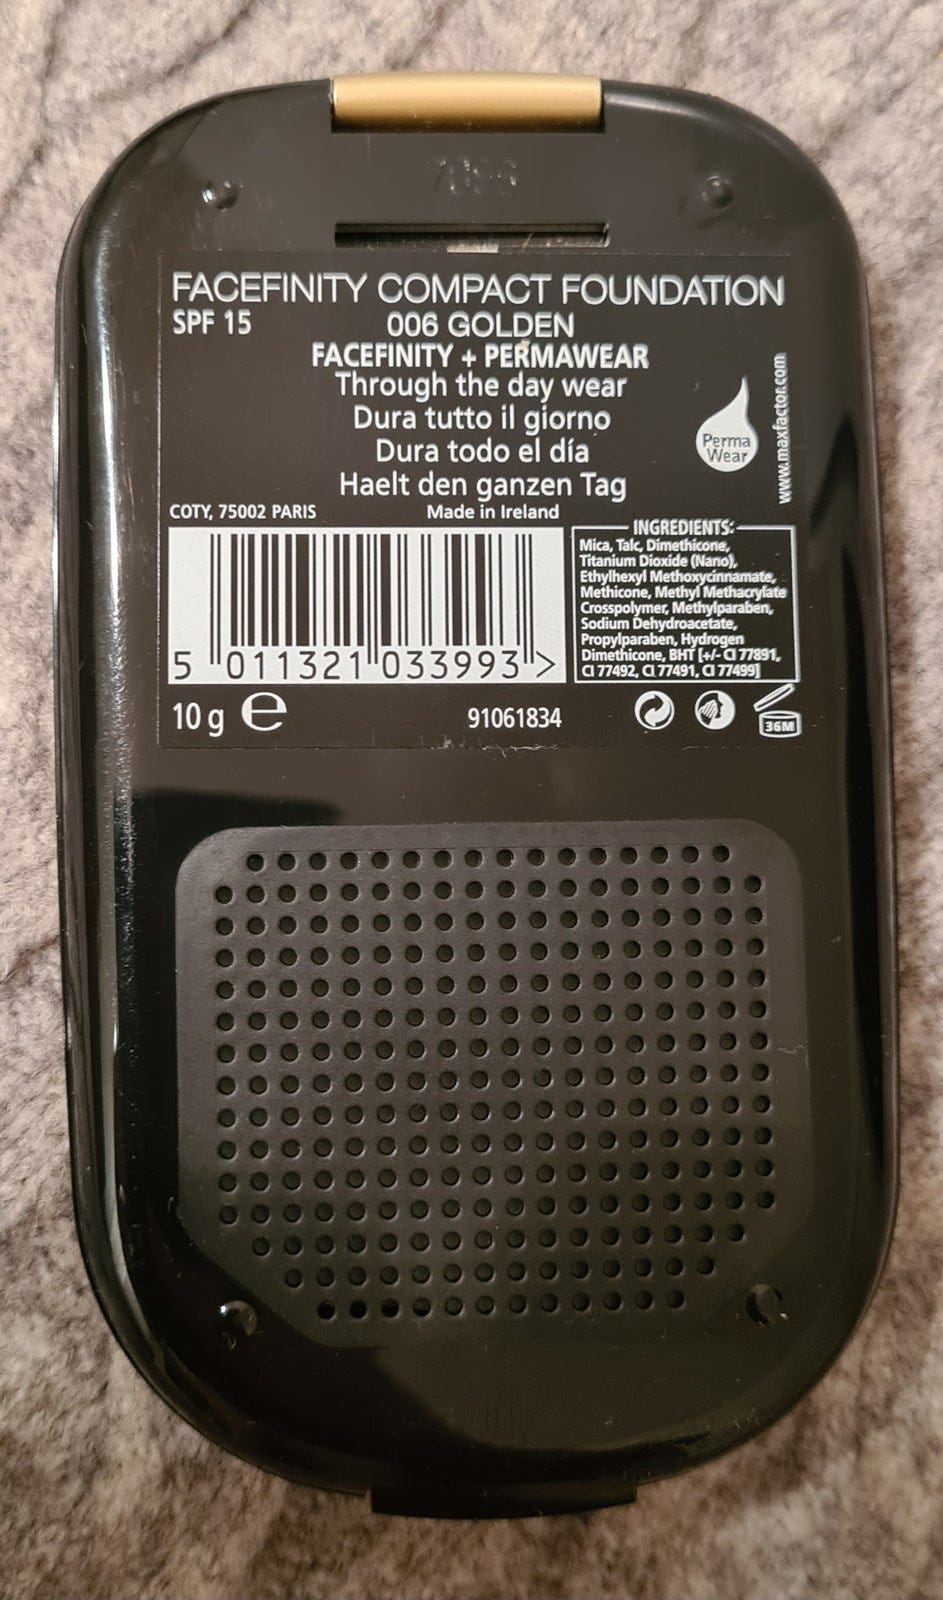 7086
FACEFINITY COMPACT FOUNDATION
SPF 15
006 GOLDEN
FACEFINITY + PERMAWEAR
Through the day wear
Dura tutto il giorno
Dura todo el día
Haelt den ganzen Tag
Perma
Wear
www.maxfactor.com
COTY, 75002 PARIS
Made in Ireland
5 011321 033993 >
INGREDIENTS:
Mica, Talc, Dimethicone,
Titanium Dioxide (Nano),
Ethylhexyl Methoxycinnamate,
Methicone, Methyl Methacrylate
Crosspolymer, Methylparaben,
Sodium Dehydroacetate,
Propylparaben, Hydrogen
Dimethicone, BHT [+/- CI 77891,
CI 77492, CI 77491, CI 77499]
10 g e
91061834
36M